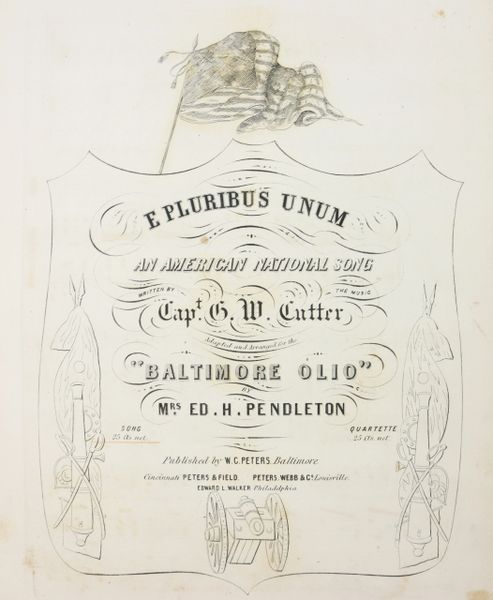 E PLURIBUS UNUM
AN AMERICAN NATIONAL SONG
WRITTEN BY THE MUSIC
Capt. G. W. Cutter
Adapted and Arranged for the
"BALTIMORE OLIO"
BY
MRS ED. H. PENDLETON
SONG QUARTETTE
25 cts. net. 25 cts. net.
Published by W. C. PETERS. Baltimore
Cincinnati PETERS & FIELD. PETERS, WEBB & Co. Louisville.
EDWARD L. WALKER Philadelphia